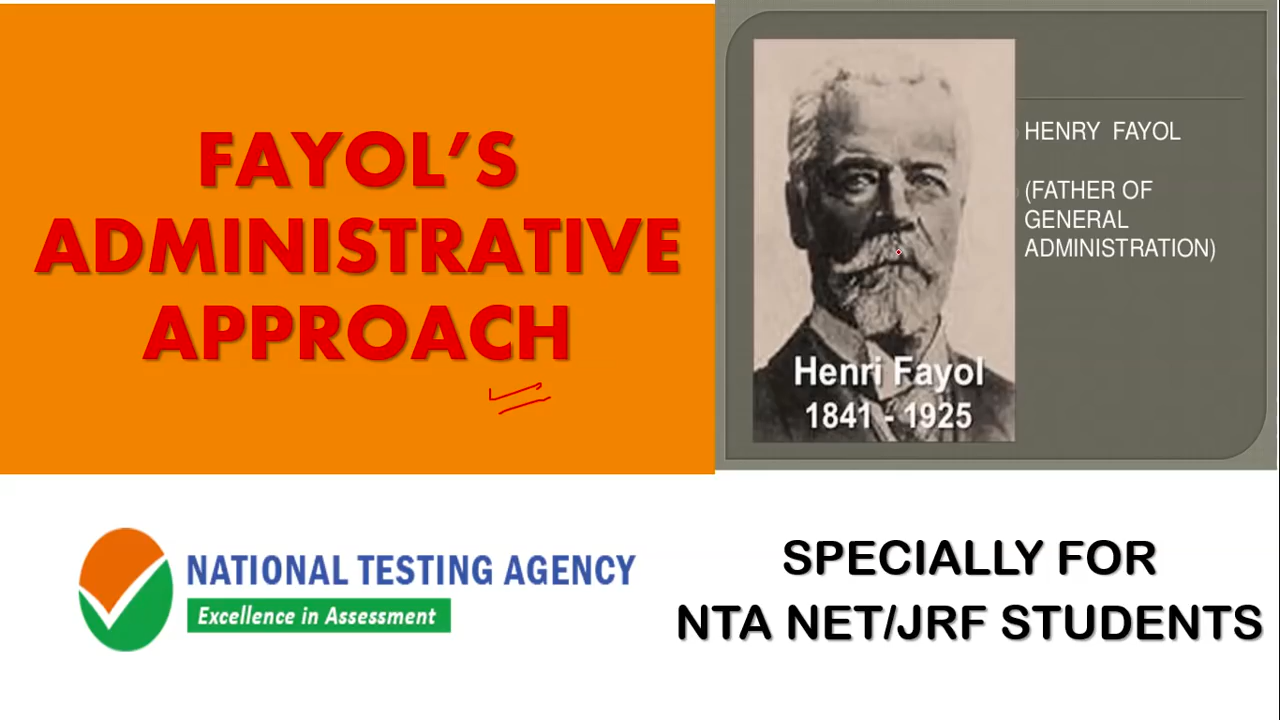 FAYOL'S
ADMINISTRATIVE
APPROACH
HENRY FAYOL
(FATHER OF
GENERAL
ADMINISTRATION)
Henri Fayol
1841 - 1925
NATIONAL TESTING AGENCY
Excellence in Assessment
SPECIALLY FOR
NTA NET/JRF STUDENTS